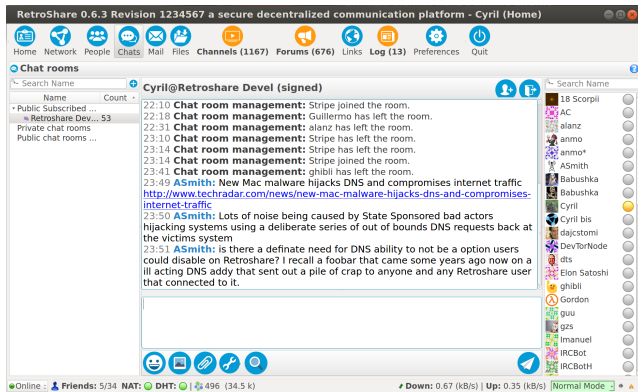 RetroShare 0.6.3 Revision 1234567 a secure decentralized communication platform - Cyril (Home)
Home Network People Chats Mail Files Channels (1167) Forums (676) Links Log (13) Preferences Quit
Chat rooms
Search Name
Name Count
Public Subscribed ...
Retroshare Dev... 53
Private chat rooms
Public chat rooms ...
Cyril@Retroshare Devel (signed)
22:10 Chat room management: Stripe joined the room.
22:18 Chat room management: Guillermo has left the room.
22:31 Chat room management: alanz has left the room.
23:10 Chat room management: Stripe has left the room.
23:14 Chat room management: Stripe has left the room.
23:14 Chat room management: Stripe joined the room.
23:41 Chat room management: ghibli has left the room.
23:49 ASmith: New Mac malware hijacks DNS and compromises internet traffic
http://www.techradar.com/news/new-mac-malware-hijacks-dns-and-compromises-
internet-traffic
23:50 ASmith: Lots of noise being caused by State Sponsored bad actors
hijacking systems using a deliberate series of out of bounds DNS requests back at
the victims system
23:51 ASmith: is there a definate need for DNS ability to not be a option users
could disable on Retroshare? I recall a foobar that came some years ago now on a
ill acting DNS addy that sent out a pile of crap to anyone and any Retroshare user
that connected to it.
Search Name
18 Scorpii
AC
alanz
anmo
anmo*
ASmith
Babushka
Babushka
Cyril
Cyril bis
dajcstomi
DevTorNode
dts
Elon Satoshi
ghibli
Gordon
guu
gzs
Imanuel
IRCBot
IRCBotH
Online : Friends: 5/34 NAT: DHT: | 496 (34.5 k) Down: 0.67 (kB/s) | Up: 0.35 (kB/s) Normal Mode